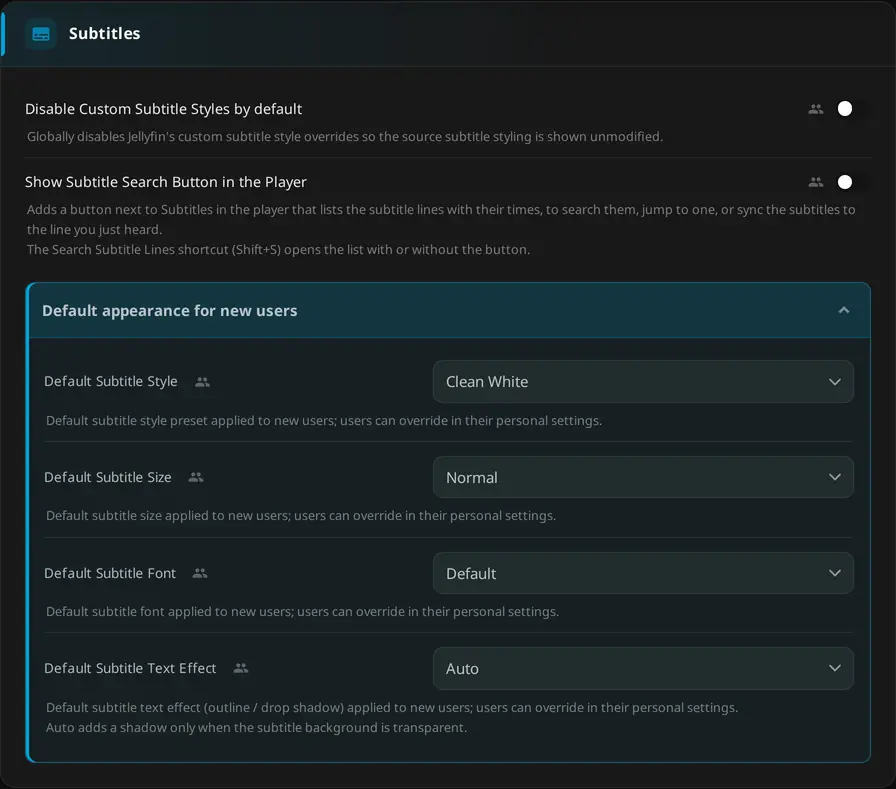 Subtitles
Disable Custom Subtitle Styles by default
Globally disables Jellyfin's custom subtitle style overrides so the source subtitle styling is shown unmodified.
Show Subtitle Search Button in the Player
Adds a button next to Subtitles in the player that lists the subtitle lines with their times, to search them, jump to one, or sync the subtitles to
the line you just heard.
The Search Subtitle Lines shortcut (Shift+S) opens the list with or without the button.
Default appearance for new users
Default Subtitle Style
Clean White
Default subtitle style preset applied to new users; users can override in their personal settings.
Default Subtitle Size
Normal
Default subtitle size applied to new users; users can override in their personal settings.
Default Subtitle Font
Default
Default subtitle font applied to new users; users can override in their personal settings.
Default Subtitle Text Effect
Auto
Default subtitle text effect (outline / drop shadow) applied to new users; users can override in their personal settings.
Auto adds a shadow only when the subtitle background is transparent.